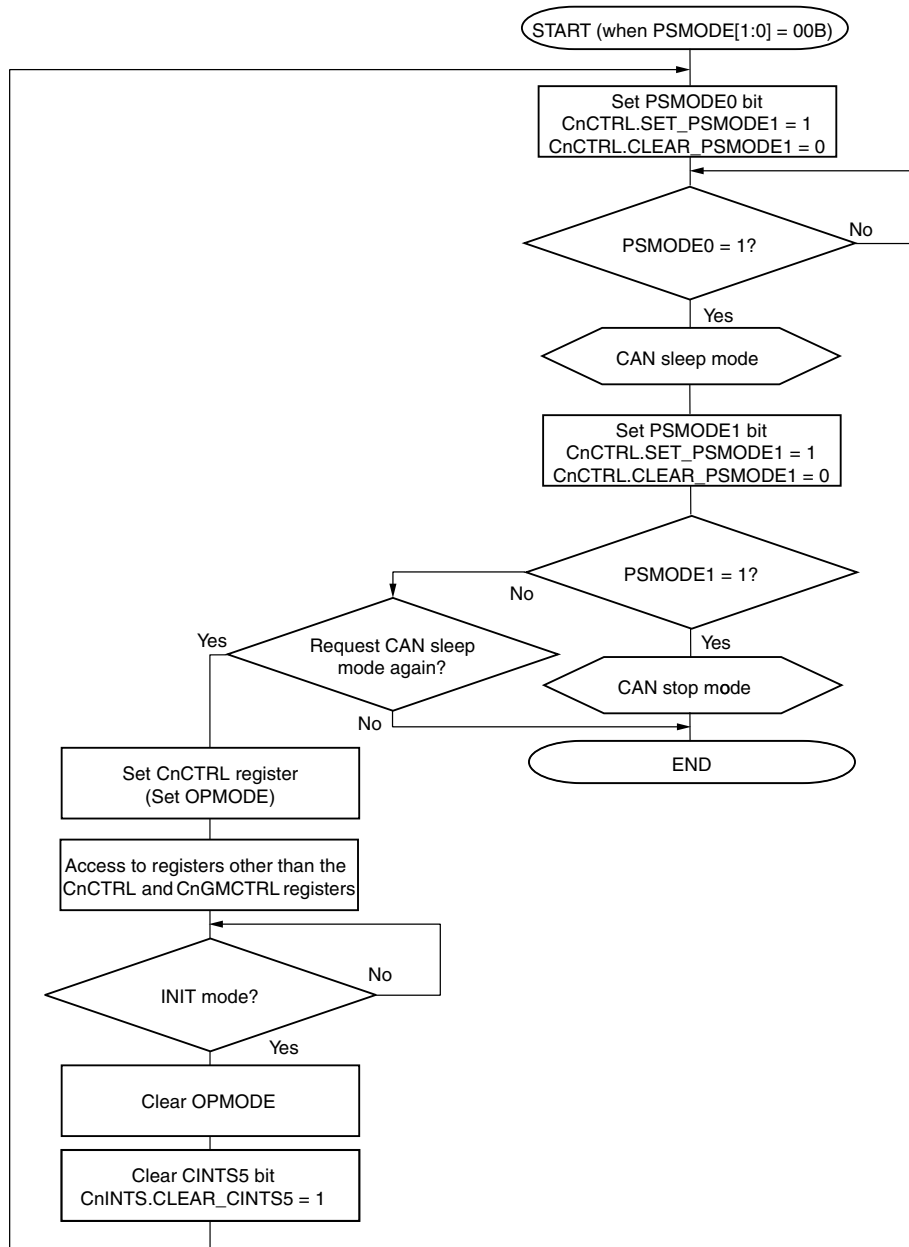 START (when PSMODE[1:0] = 00B)
Set PSMODE0 bit
CnCTRL.SET_PSMODE1 = 1
CnCTRL.CLEAR_PSMODE1 = 0
PSMODE0 = 1?
No
Yes
CAN sleep mode
Set PSMODE1 bit
CnCTRL.SET_PSMODE1 = 1
CnCTRL.CLEAR_PSMODE1 = 0
PSMODE1 = 1?
No
Yes
Request CAN sleep
mode again?
Yes
No
CAN stop mode
END
Set CnCTRL register
(Set OPMODE)
Access to registers other than the
CnCTRL and CnGMCTRL registers
INIT mode?
No
Yes
Clear OPMODE
Clear CINTS5 bit
CnINTS.CLEAR_CINTS5 = 1